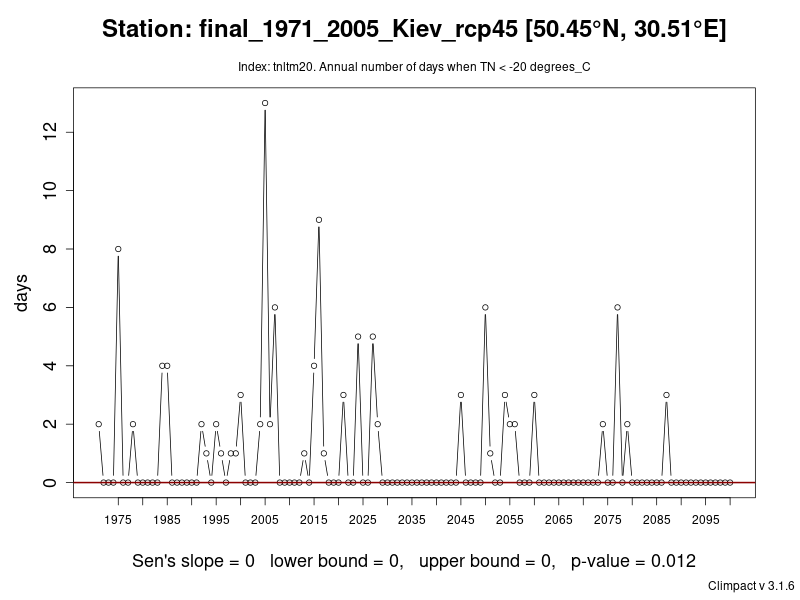 Station: final_1971_2005_Kiev_rcp45 [50.45°N, 30.51°E]
Index: tnltm20. Annual number of days when TN < -20 degrees_C
days
12
10
8
6
4
2
0
1975 1985 1995 2005 2015 2025 2035 2045 2055 2065 2075 2085 2095
Sen's slope = 0 lower bound = 0, upper bound = 0, p-value = 0.012
Climpact v 3.1.6